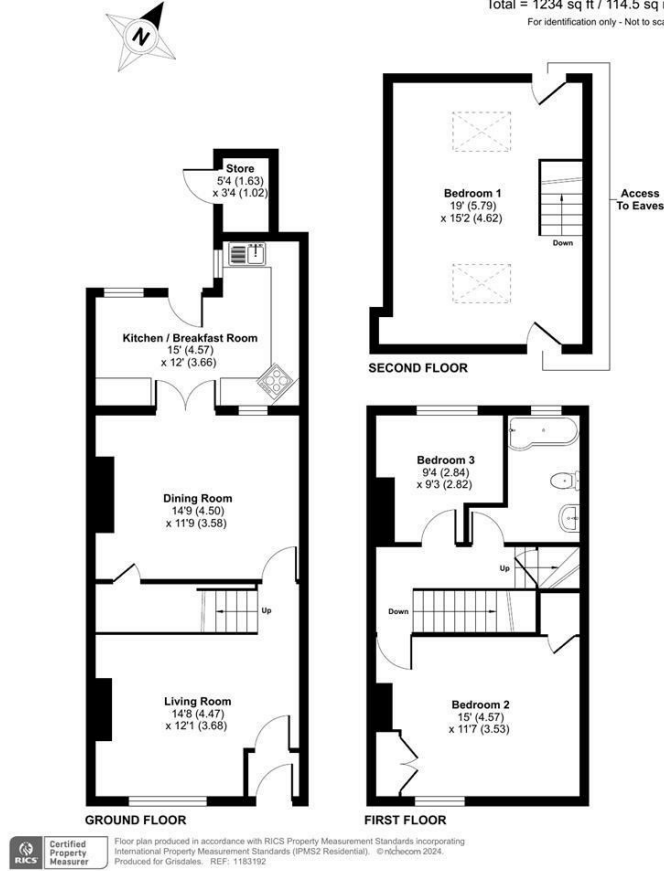 Total = 1234 sq ft / 114.5 sq
For identification only - Not to
N
Store
5'4 (1.63)
x 3'4 (1.02)
Kitchen / Breakfast Room
15' (4.57)
x 12' (3.66)
Dining Room
14'9 (4.50)
x 11'9 (3.58)
Up
Living Room
14'8 (4.47)
x 12'1 (3.68)
GROUND FLOOR
Bedroom 1
19' (5.79)
x 15'2 (4.62)
Down
Access
To Eaves
SECOND FLOOR
Bedroom 3
9'4 (2.84)
x 9'3 (2.82)
Up
Down
Bedroom 2
15' (4.57)
x 11'7 (3.53)
FIRST FLOOR
RICS
Certified
Property
Measurer
Floor plan produced in accordance with RICS Property Measurement Standards incorporating
International Property Measurement Standards (IPMS2 Residential). ©nichecom 2024.
Produced for Grisdales. REF: 1183192